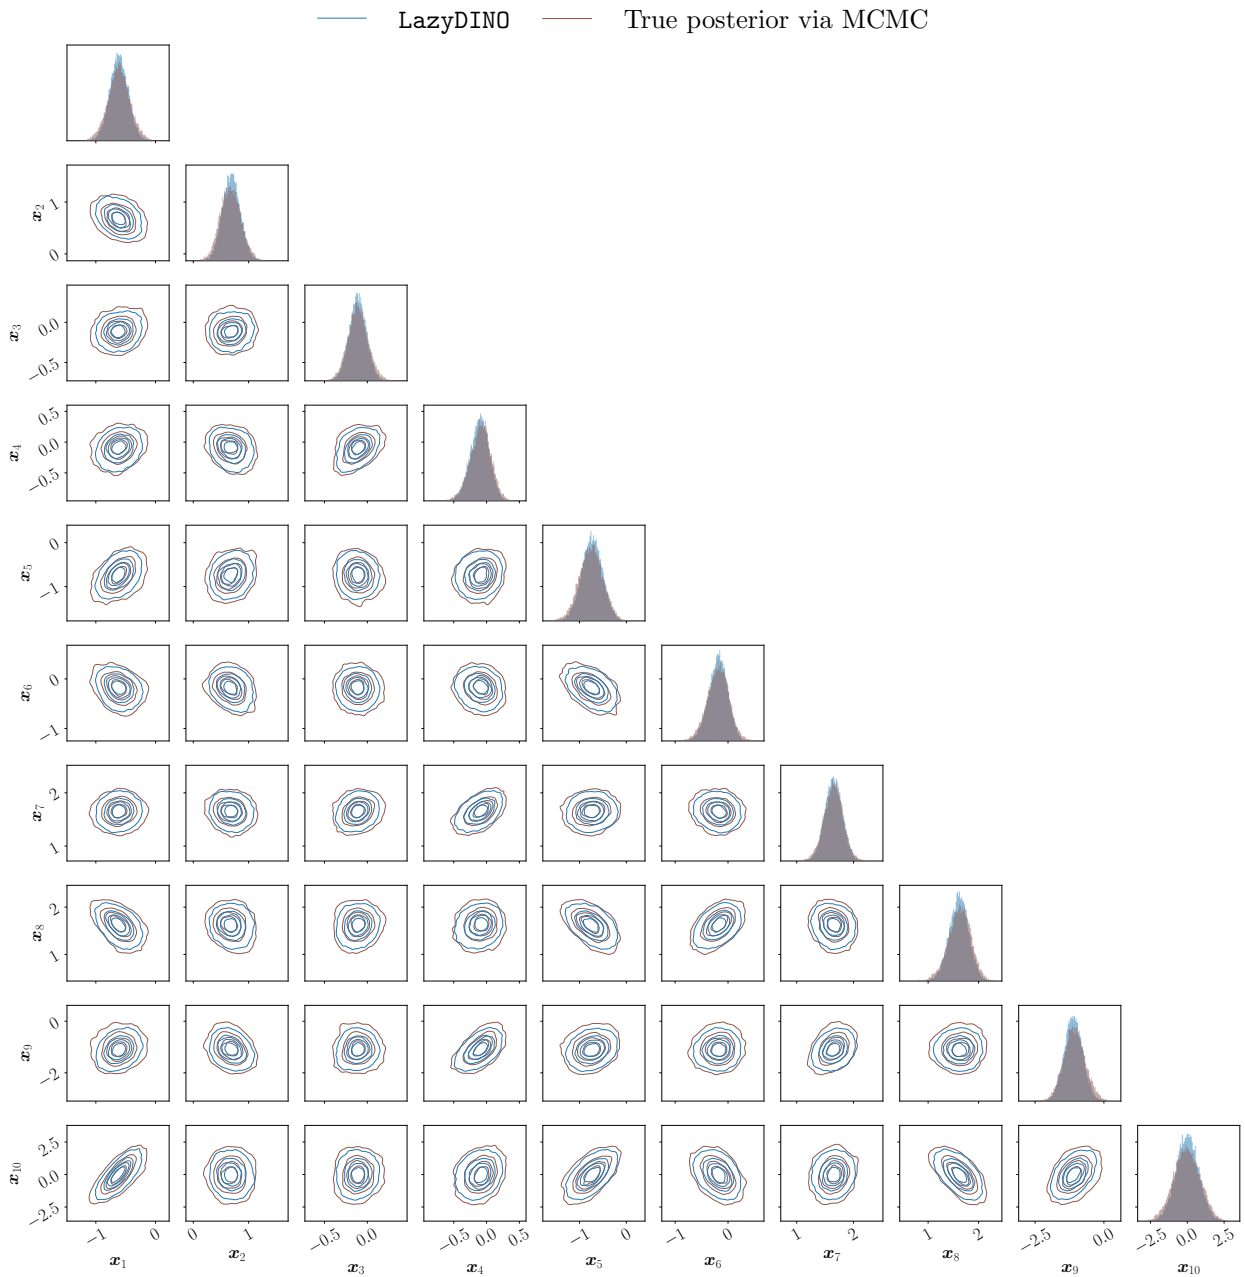 LazyDINO True posterior via MCMC
x2 1 0
x3 0.0 −0.5
x4 0.5 0.0 −0.5
x5 0 −1
x6 0 −1
x7 2 1
x8 2 1
x9 0 −2
x10 2.5 0.0 −2.5
−1 0 0 1 −0.5 0.0 −0.5 0.0 0.5 −1 0 −1 0 1 2 1 2 −2.5 0.0 −2.5 0.0 2.5
x1 x2 x3 x4 x5 x6 x7 x8 x9 x10